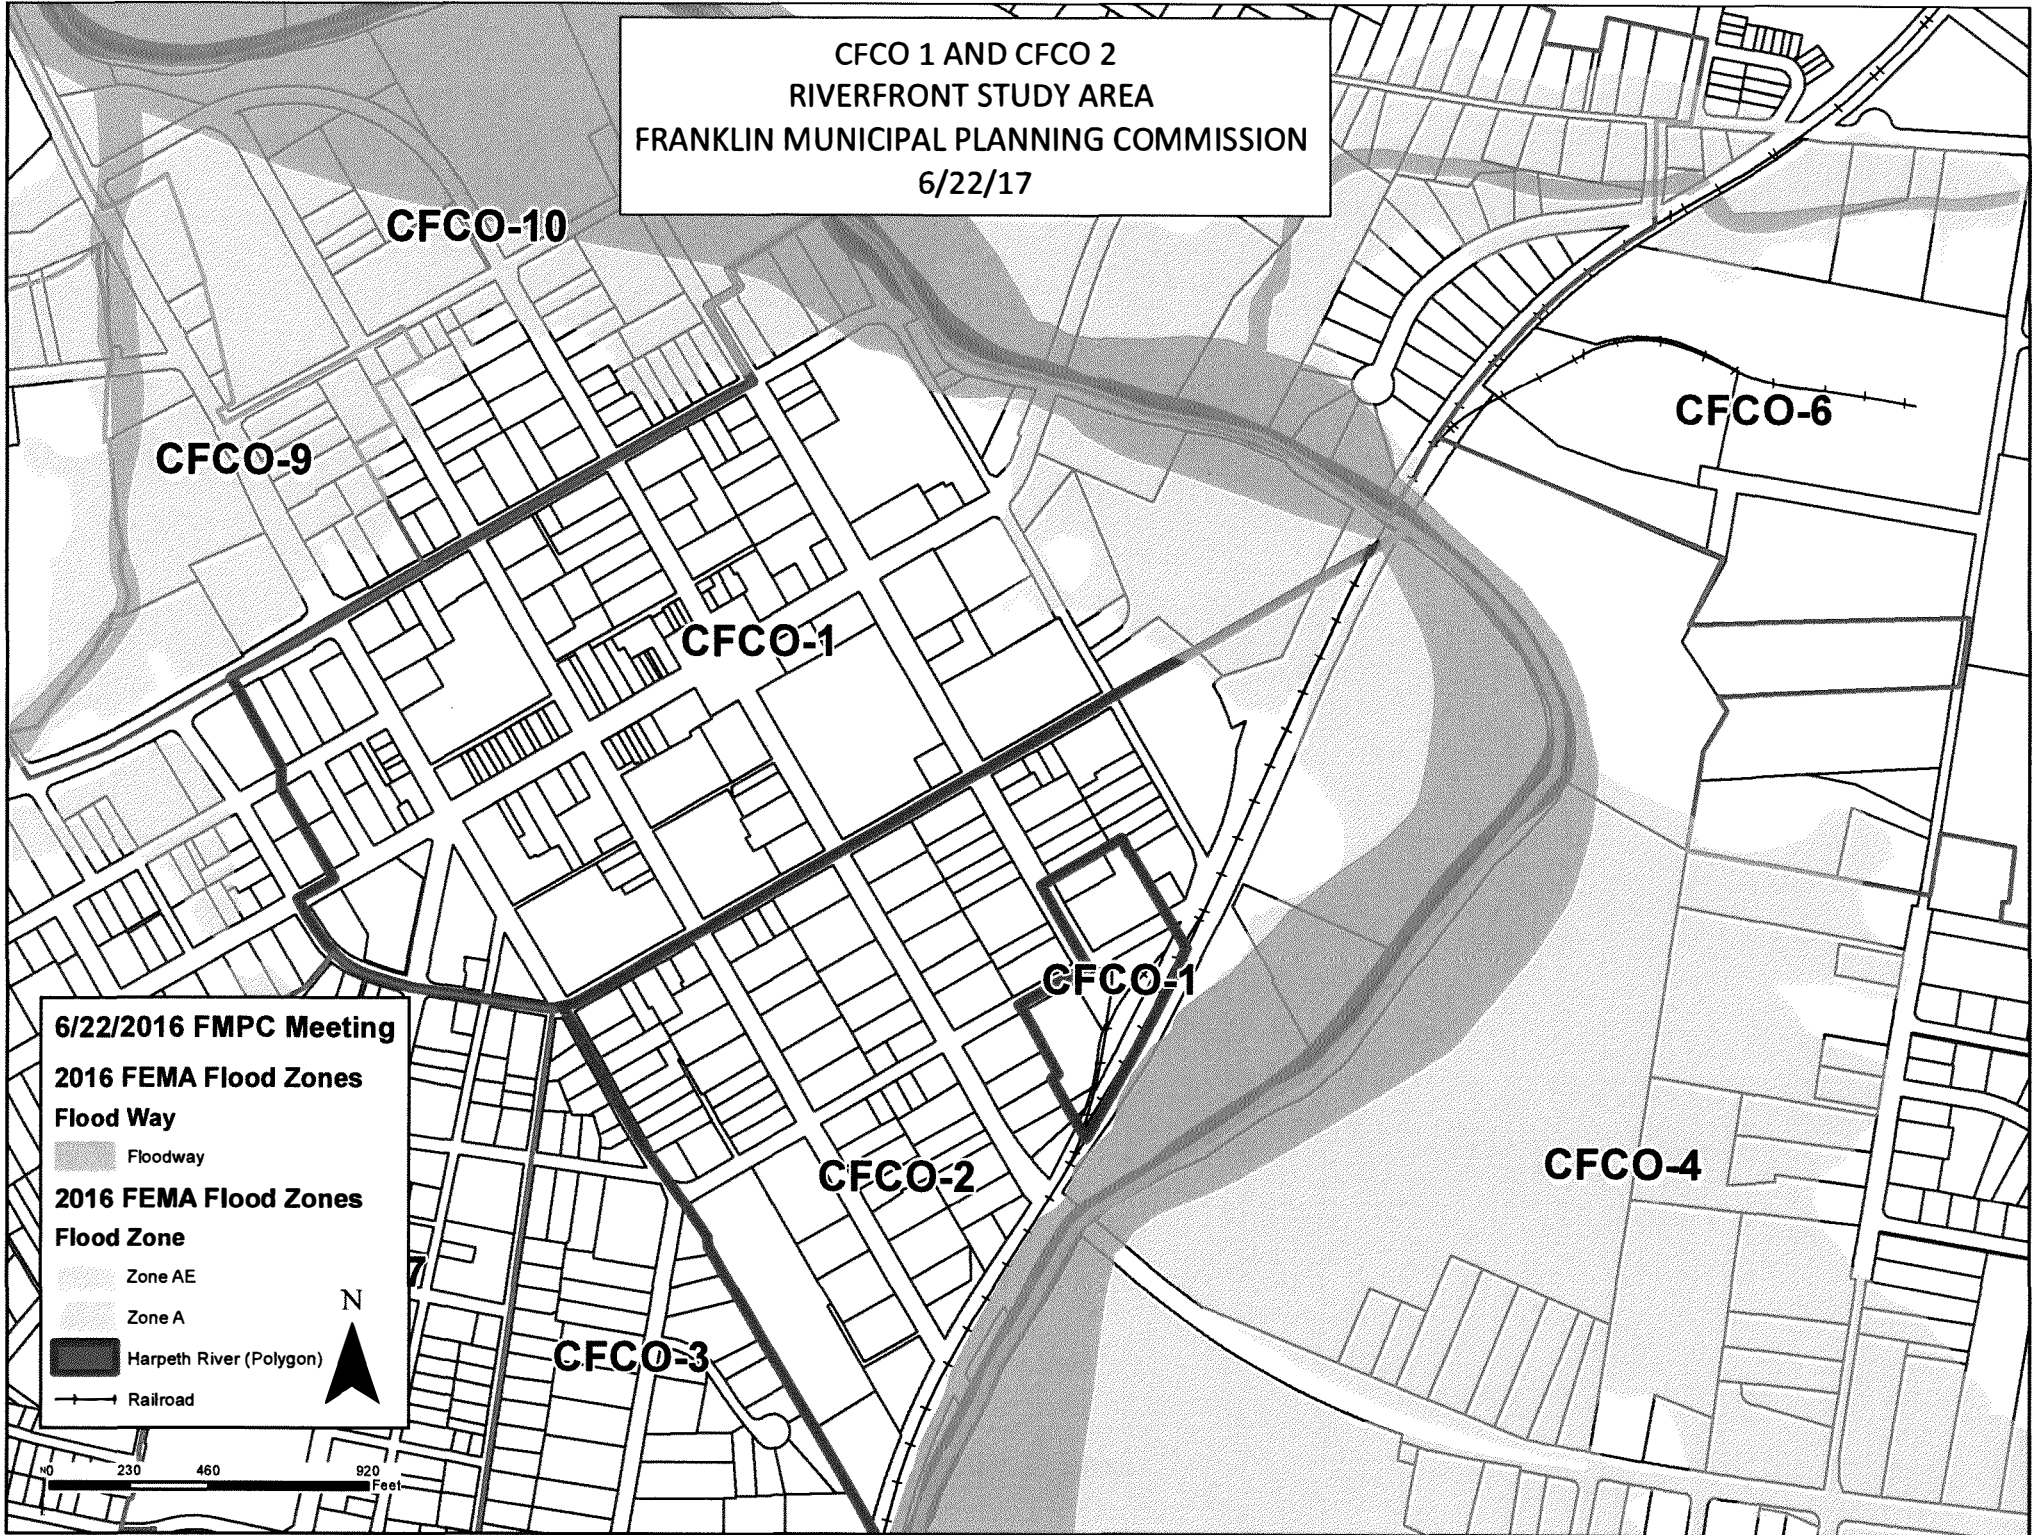 CFCO 1 AND CFCO 2
RIVERFRONT STUDY AREA
FRANKLIN MUNICIPAL PLANNING COMMISSION
6/22/17
CFCO-10
CFCO-6
CFCO-9
CFCO-1
CFCO-1
CFCO-2
CFCO-4
CFCO-3
7
6/22/2016 FMPC Meeting
2016 FEMA Flood Zones
Flood Way
Floodway
2016 FEMA Flood Zones
Flood Zone
Zone AE
Zone A
Harpeth River (Polygon)
Railroad
N
0 230 460 920
Feet